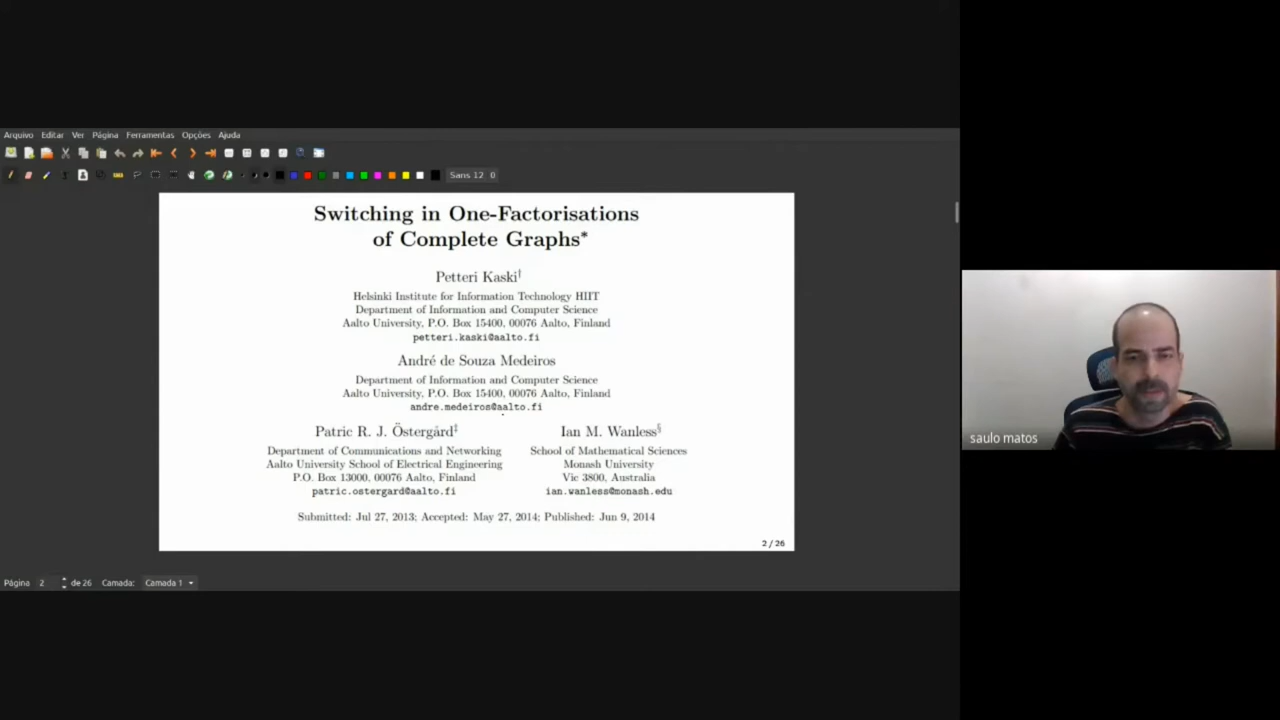 Arquivo Editar Ver Página Ferramentas Opções Ajuda
Sans 12
Switching in One-Factorisations
of Complete Graphs*
Petteri Kaski†
Helsinki Institute for Information Technology HIIT
Department of Information and Computer Science
Aalto University, P.O. Box 15400, 00076 Aalto, Finland
petteri.kaski@aalto.fi
André de Souza Medeiros
Department of Information and Computer Science
Aalto University, P.O. Box 15400, 00076 Aalto, Finland
andre.medeiros@aalto.fi
Patric R. J. Östergård‡
Department of Communications and Networking
Aalto University School of Electrical Engineering
P.O. Box 13000, 00076 Aalto, Finland
patric.ostergard@aalto.fi
Ian M. Wanless§
School of Mathematical Sciences
Monash University
Vic 3800, Australia
ian.wanless@monash.edu
Submitted: Jul 27, 2013; Accepted: May 27, 2014; Published: Jun 9, 2014
2 / 26
Página 2 de 26 Camada: Camada 1
saulo matos